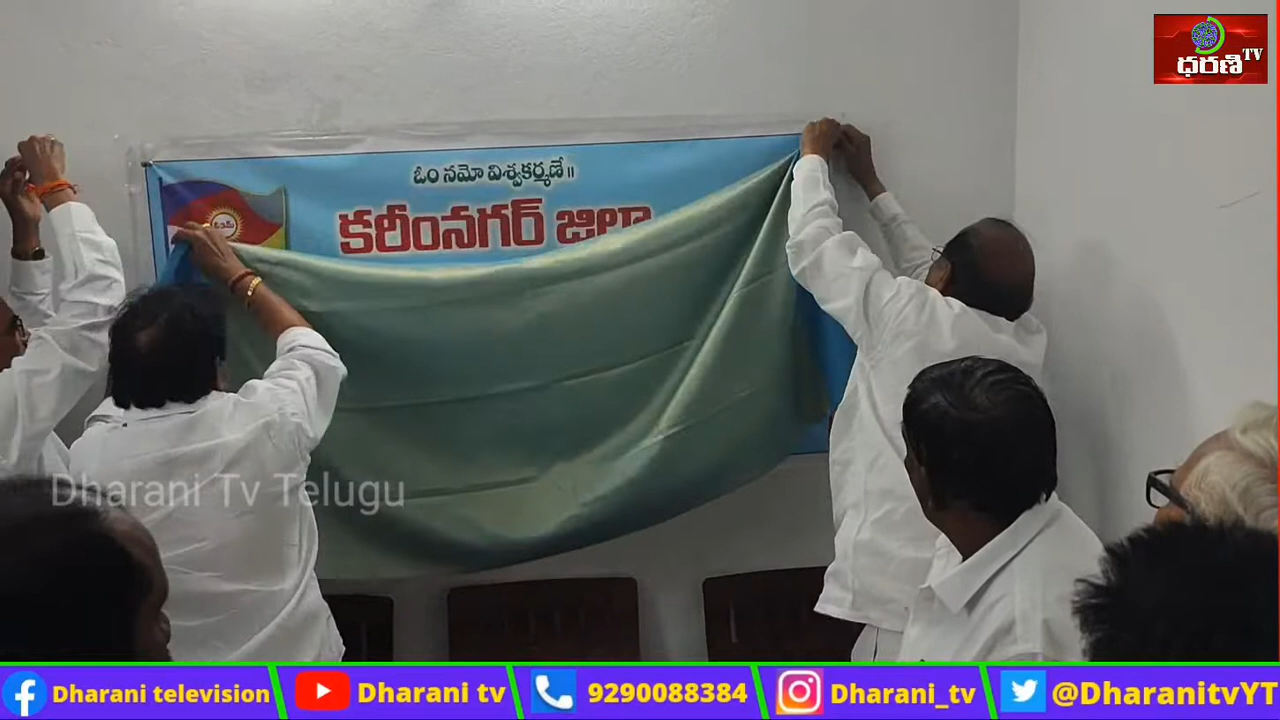 ధరణి TV
ఓం నమో విశ్వకర్మణే॥
కరీంనగర్ జిల్లా
Dharani Tv Telugu
Dharani television
Dharani tv
9290088384
Dharani_tv
@DharanitvYT